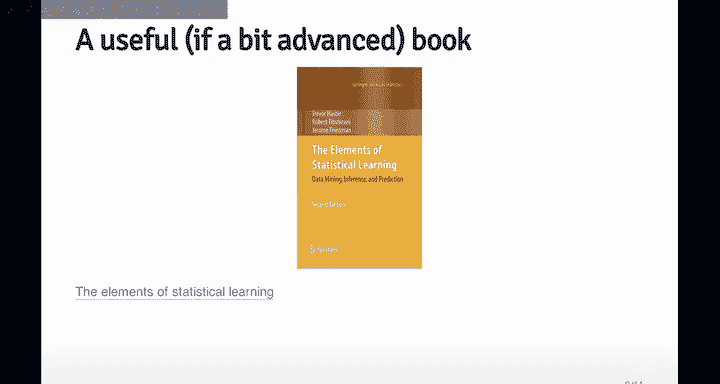 A useful (if a bit advanced) book
Trevor Hastie
Robert Tibshirani
Jerome Friedman
The Elements of
Statistical Learning
Data Mining, Inference, and Prediction
Second Edition
The elements of statistical learning